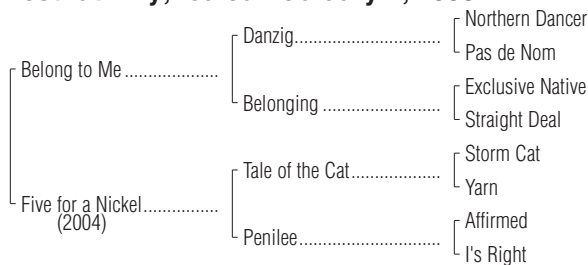 Northern Dancer
Danzig
Pas de Nom
Belong to Me
Exclusive Native
Belonging
Straight Deal
Storm Cat
Tale of the Cat
Yarn
Five for a Nickel
(2004)
Affirmed
Penilee
I's Right